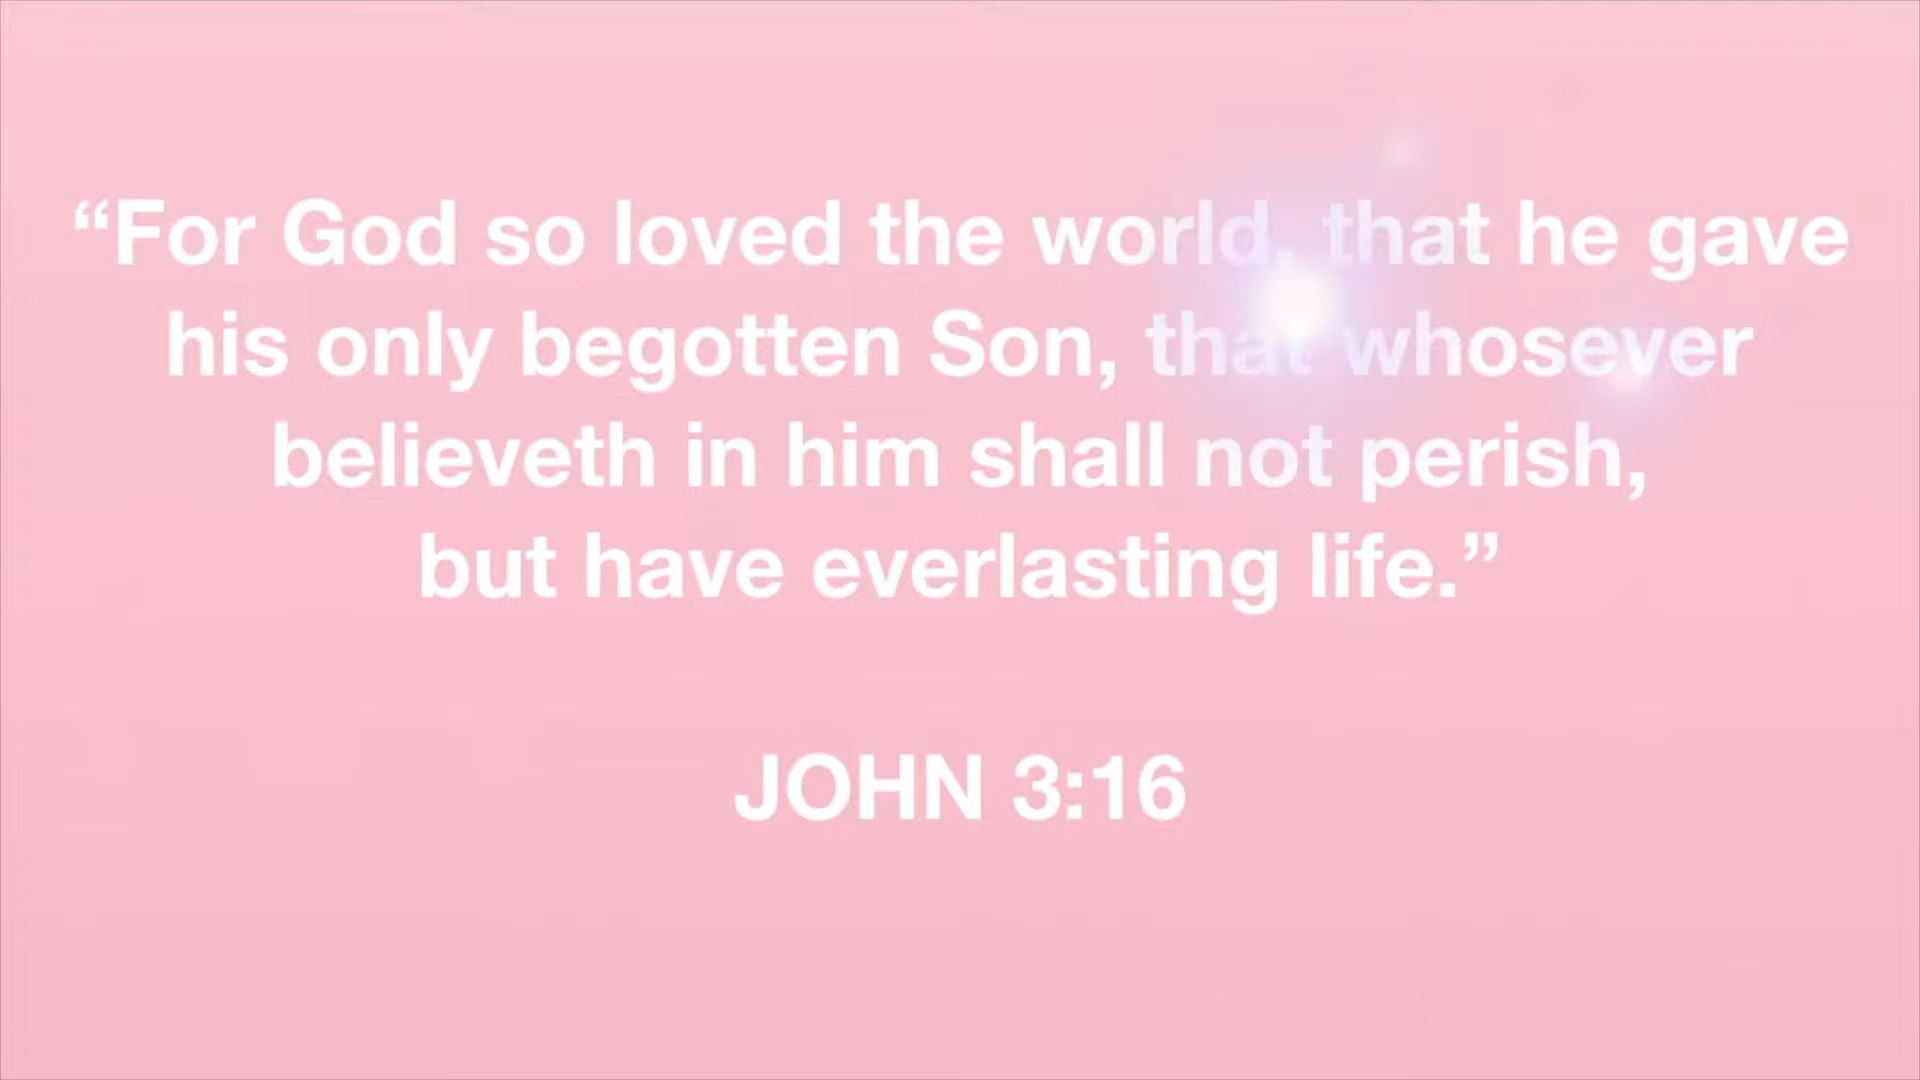 “For God so loved the world, that he gave
his only begotten Son, that whosever
believeth in him shall not perish,
but have everlasting life.”
JOHN 3:16